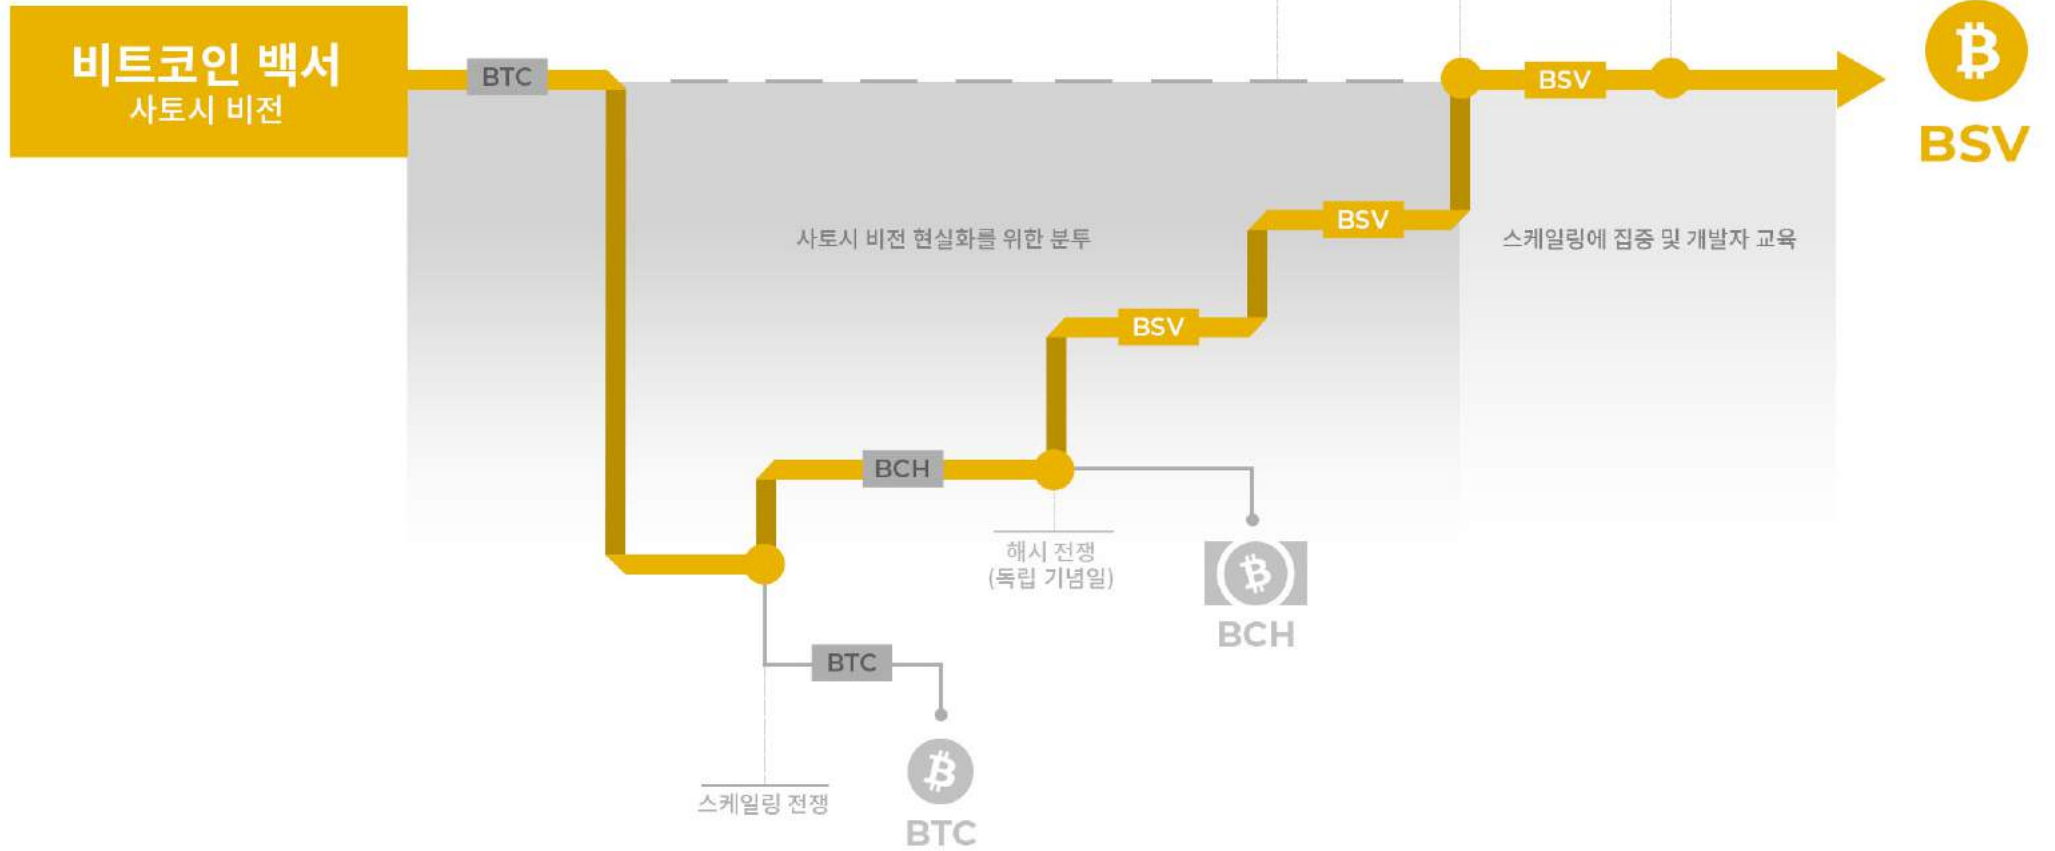 비트코인 백서
사토시 비전
BTC
BSV
BSV
BSV
사토시 비전 현실화를 위한 분투
스케일링에 집중 및 개발자 교육
BSV
BCH
해시 전쟁
(독립 기념일)
BCH
BTC
스케일링 전쟁
BTC